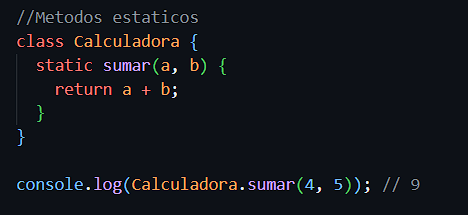 //Metodos estaticos
class Calculadora {
  static sumar(a, b) {
    return a + b;
  }
}

console.log(Calculadora.sumar(4, 5)); // 9